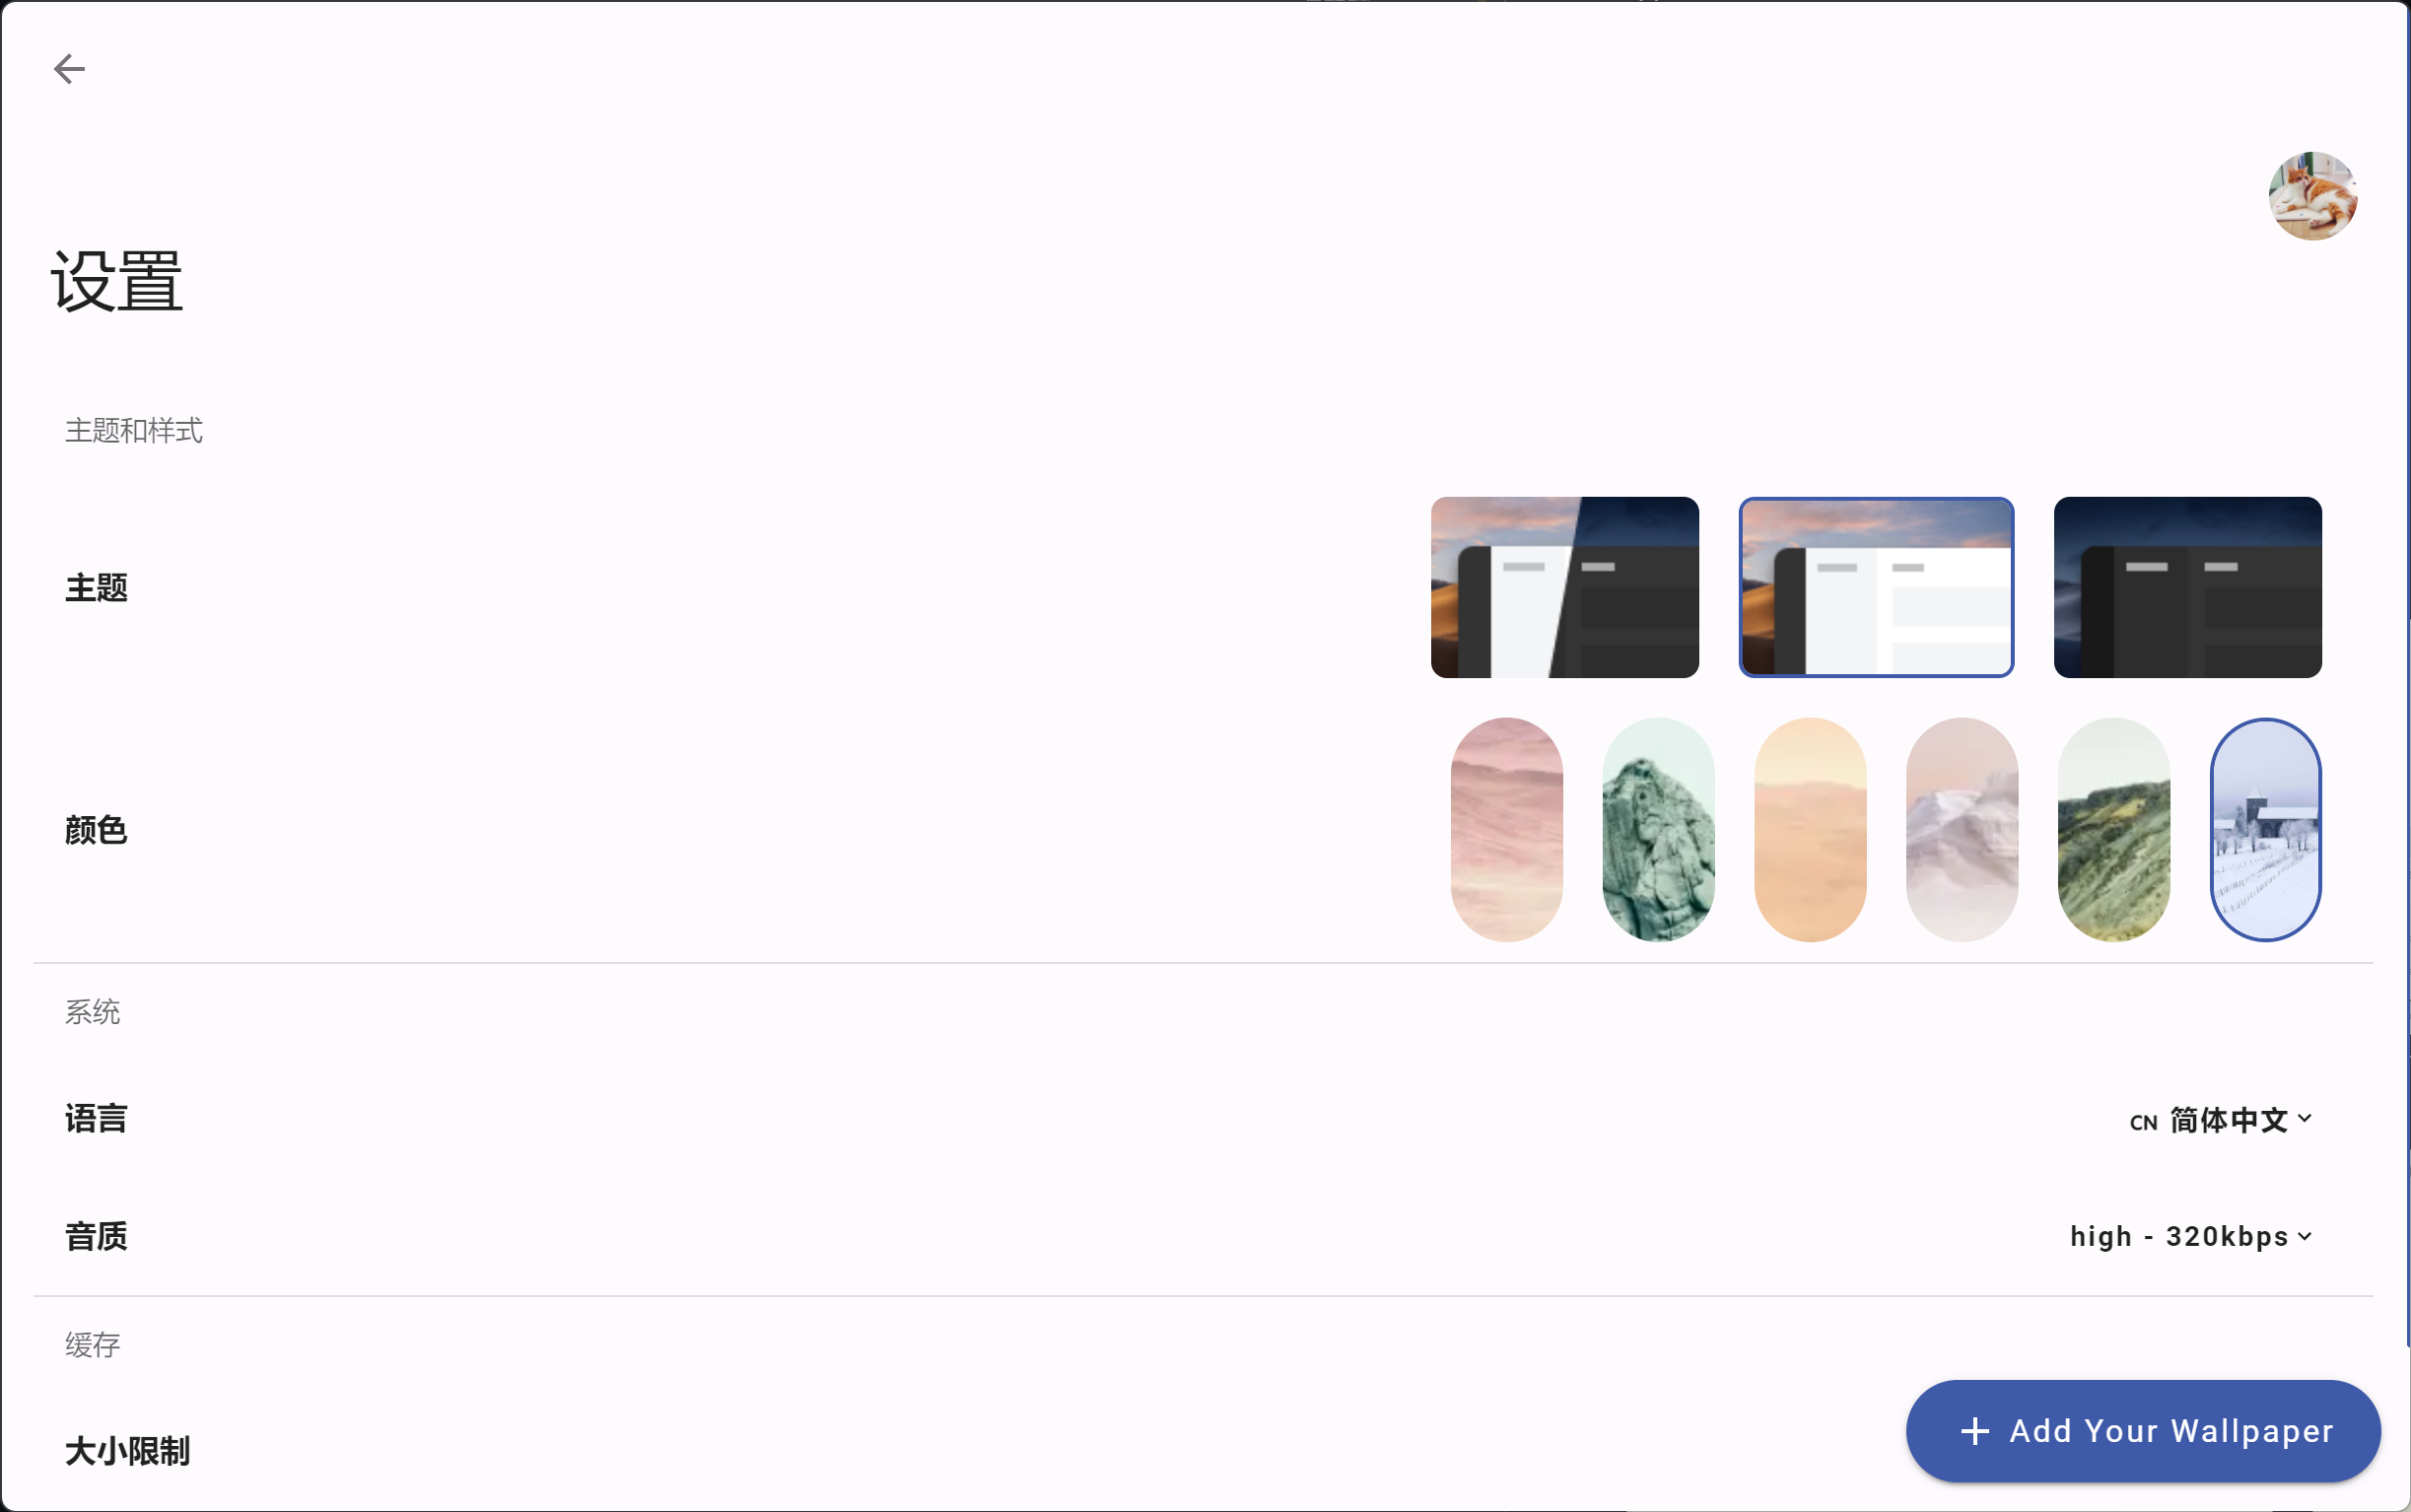 设置
主题和样式
主题
颜色
系统
语言
CN 简体中文
音质
high - 320kbps
缓存
大小限制
Add Your Wallpaper